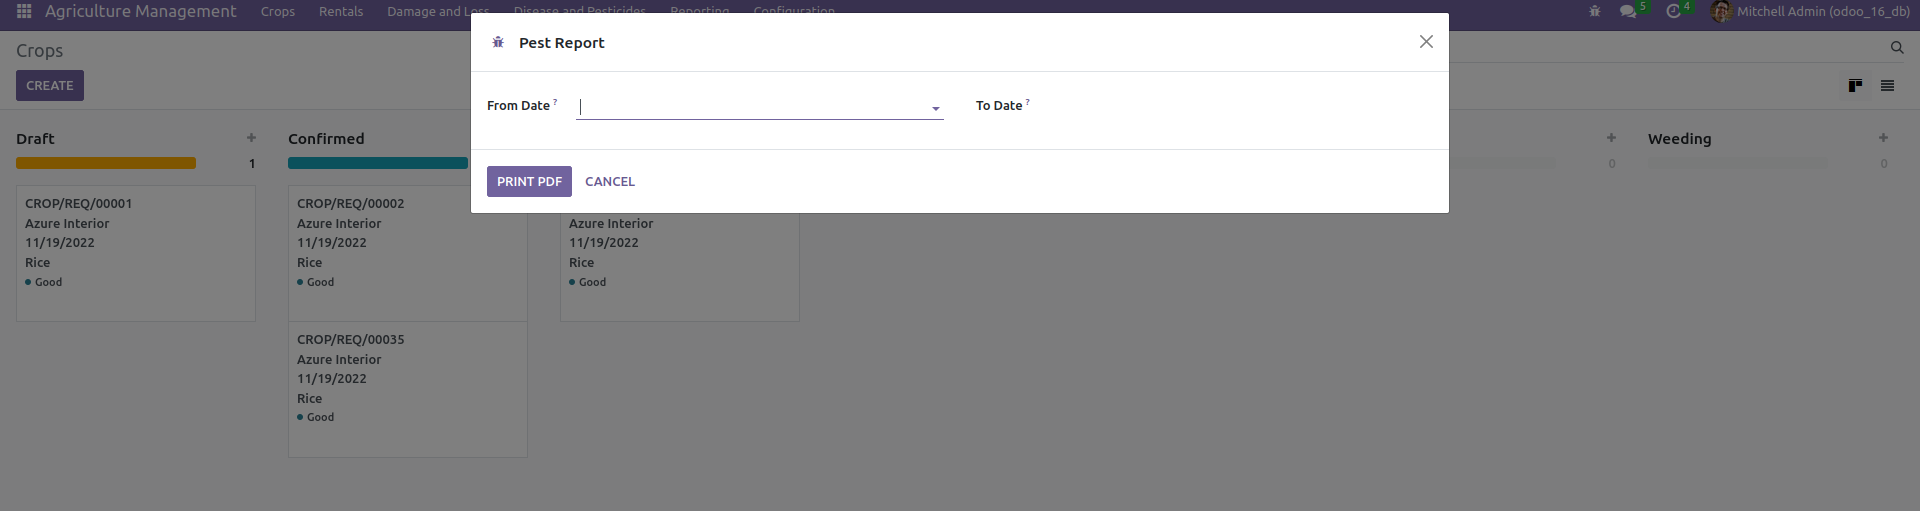 Agriculture Management Crops Rentals Damage and Loss Disease and Pesticides Reporting Configuration 5 4 Mitchell Admin (odoo_16_db)
Pest Report
Crops
CREATE
From Date ? To Date ?
PRINT PDF CANCEL
Draft
1
CROP/REQ/00001
Azure Interior
11/19/2022
Rice
Good
Confirmed
CROP/REQ/00002
Azure Interior
11/19/2022
Rice
Good
CROP/REQ/00035
Azure Interior
11/19/2022
Rice
Good
Azure Interior
11/19/2022
Rice
Good
0
Weeding
0